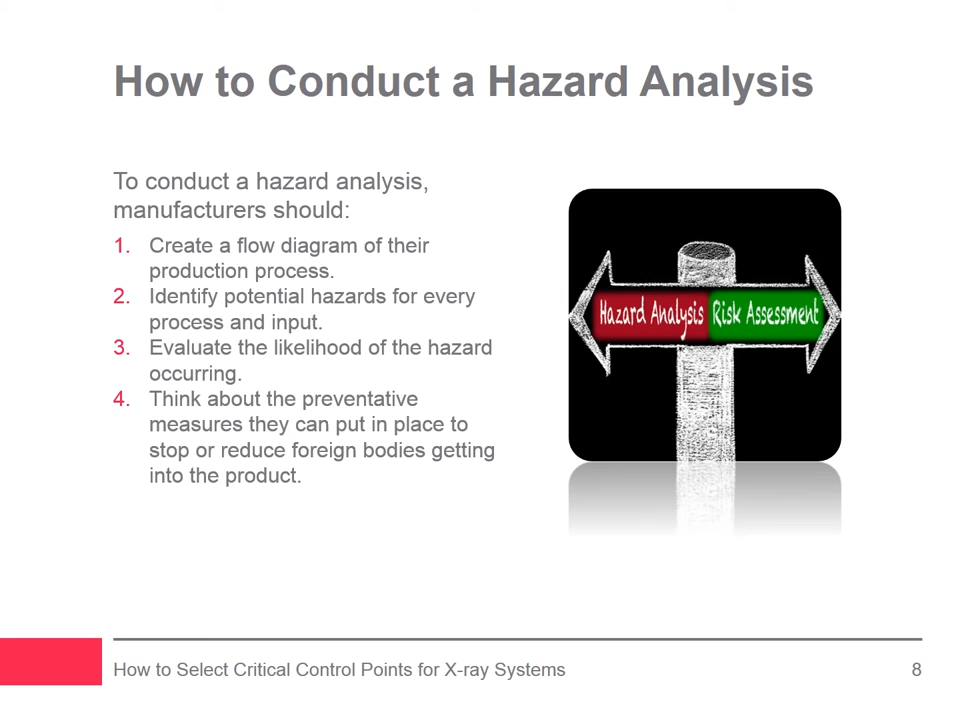 How to Conduct a Hazard Analysis
To conduct a hazard analysis,
manufacturers should:
1. Create a flow diagram of their
production process.
2. Identify potential hazards for every
process and input.
3. Evaluate the likelihood of the hazard
occurring.
4. Think about the preventative
measures they can put in place to
stop or reduce foreign bodies getting
into the product.
Hazard Analysis Risk Assessment
How to Select Critical Control Points for X-ray Systems 8